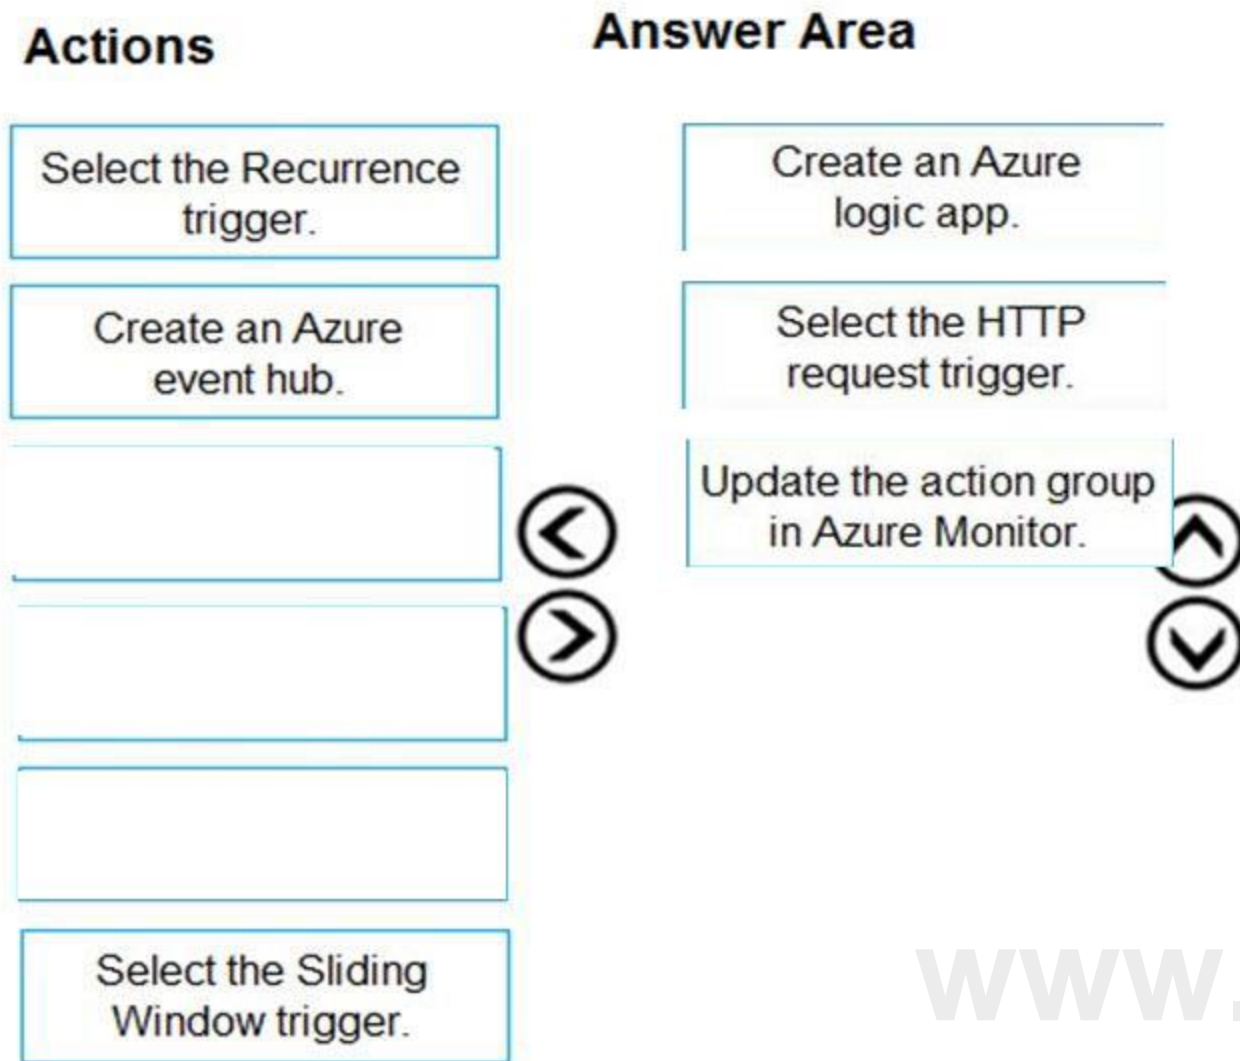 Actions
Answer Area
Select the Recurrence
trigger.
Create an Azure
event hub.
Select the Sliding
Window trigger.
Create an Azure
logic app.
Select the HTTP
request trigger.
Update the action group
in Azure Monitor.
www.